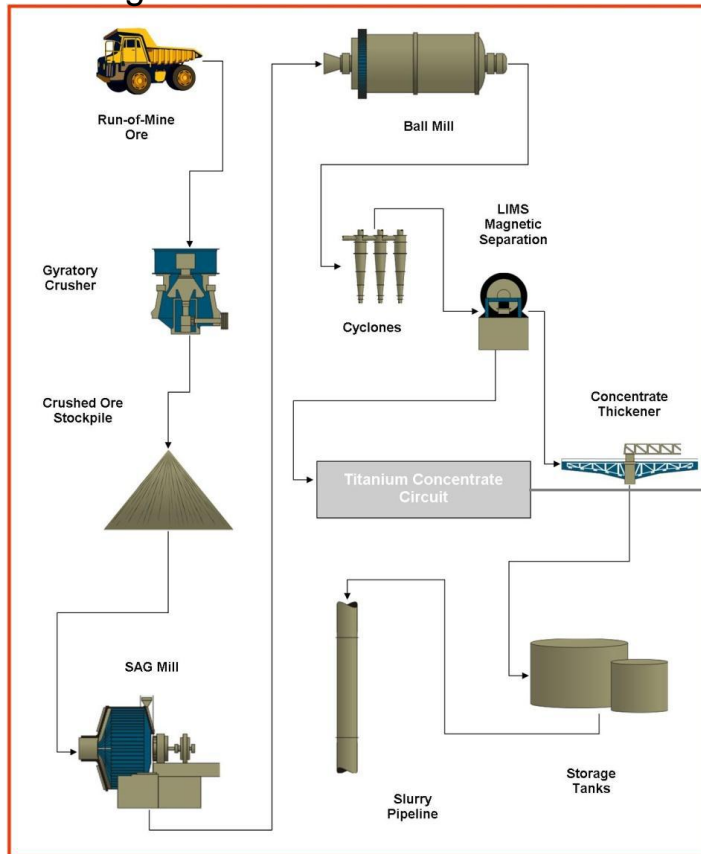 Run-of-Mine
Ore
Ball Mill
LIMS
Magnetic
Separation
Gyratory
Crusher
Cyclones
Crushed Ore
Stockpile
Concentrate
Thickener
Titanium Concentrate
Circuit
SAG Mill
Slurry
Pipeline
Storage
Tanks